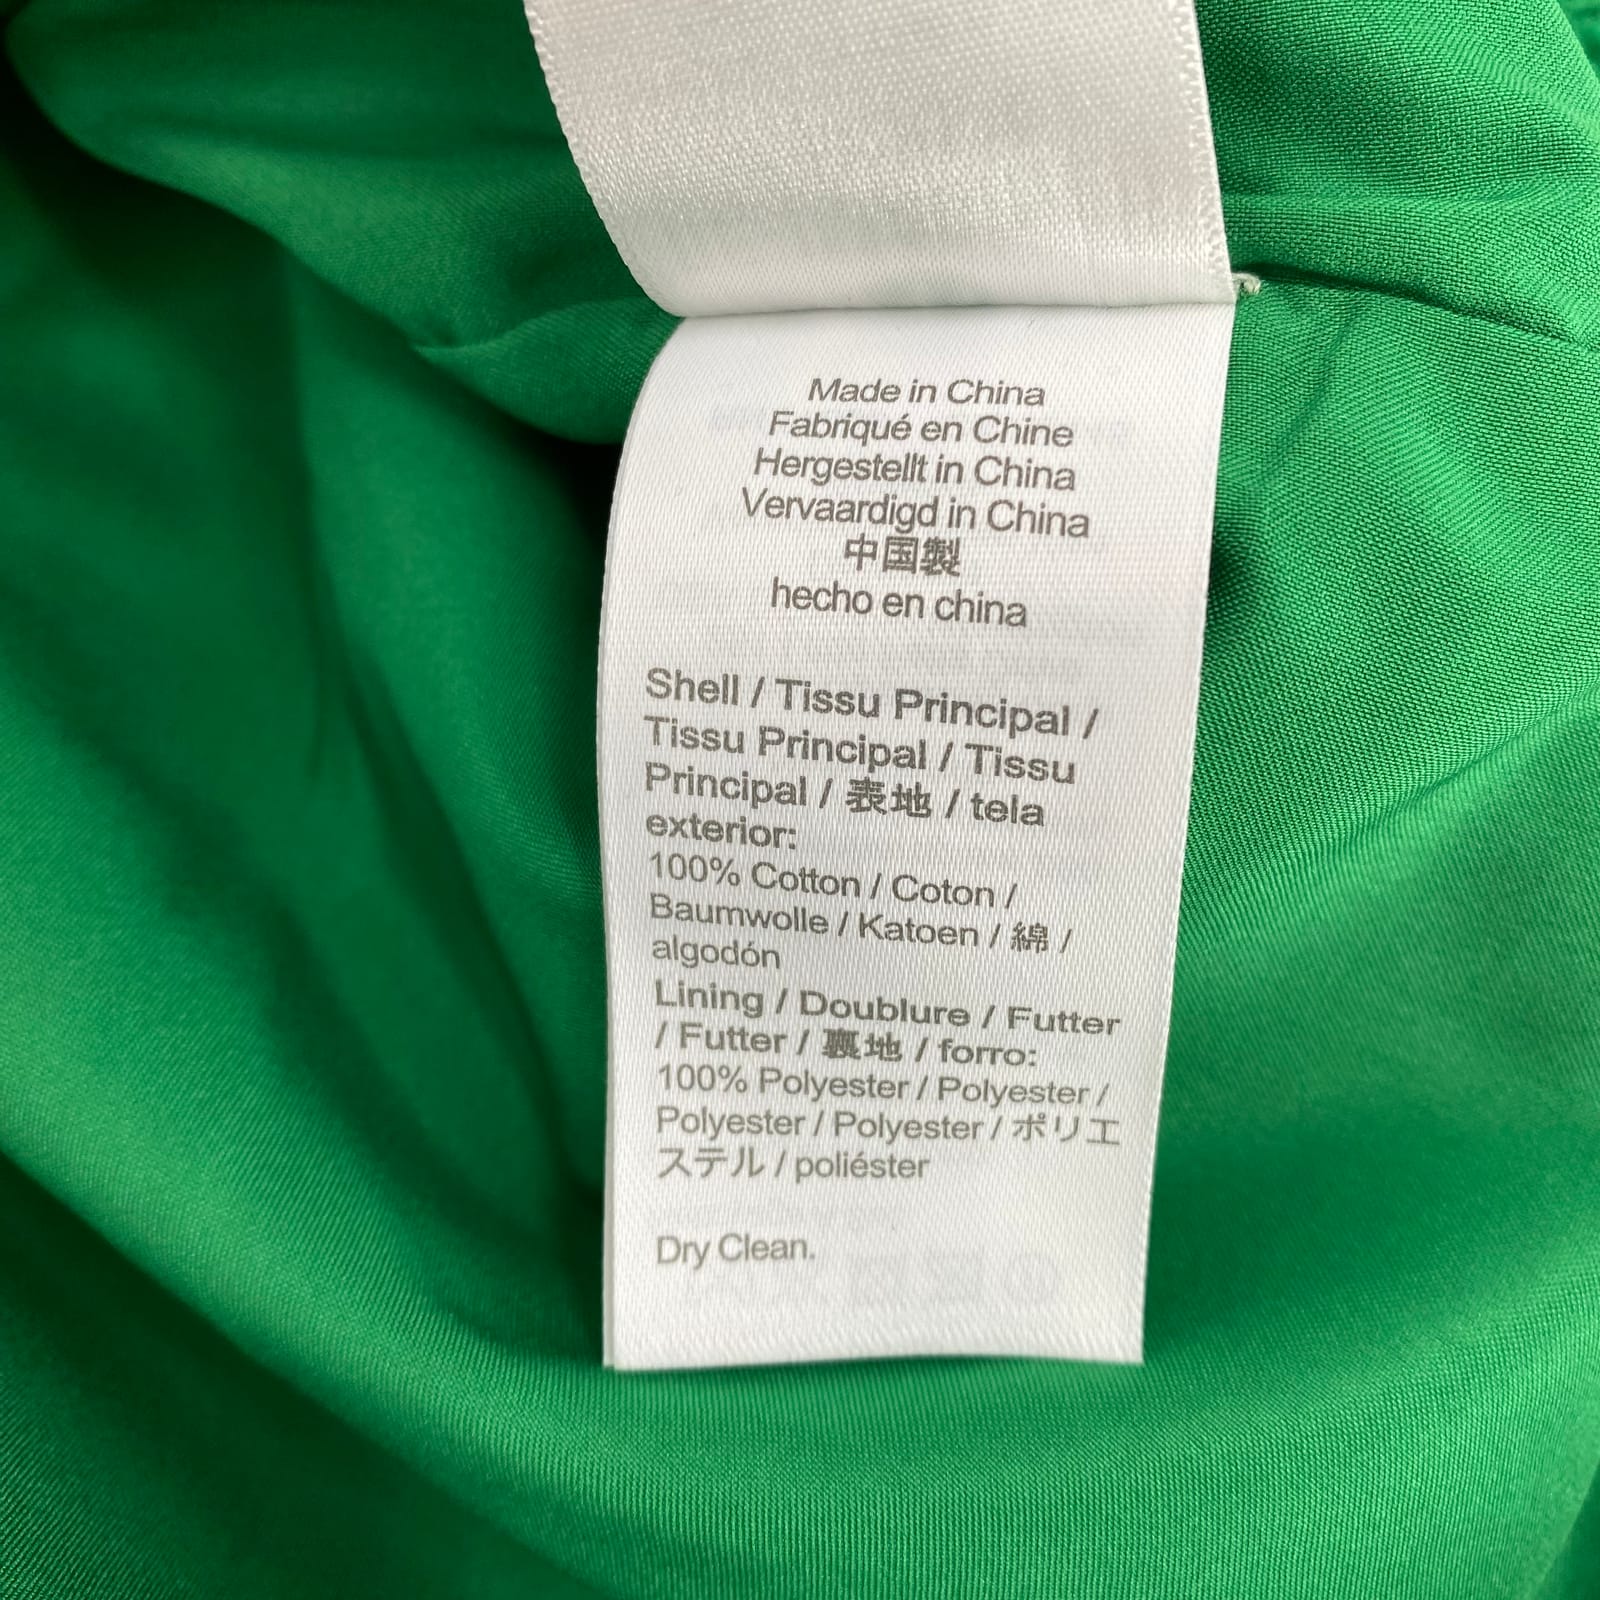 Made in China
Fabriqué en Chine
Hergestellt in China
Vervaardigd in China
中国製
hecho en china
Shell / Tissu Principal /
Tissu Principal / Tissu
Principal / 表地 / tela
exterior:
100% Cotton / Coton /
Baumwolle / Katoen / 綿 /
algodón
Lining / Doublure / Futter
/ Futter / 裏地 / forro:
100% Polyester / Polyester /
Polyester / Polyester / ポリエ
ステル / poliéster
Dry Clean.